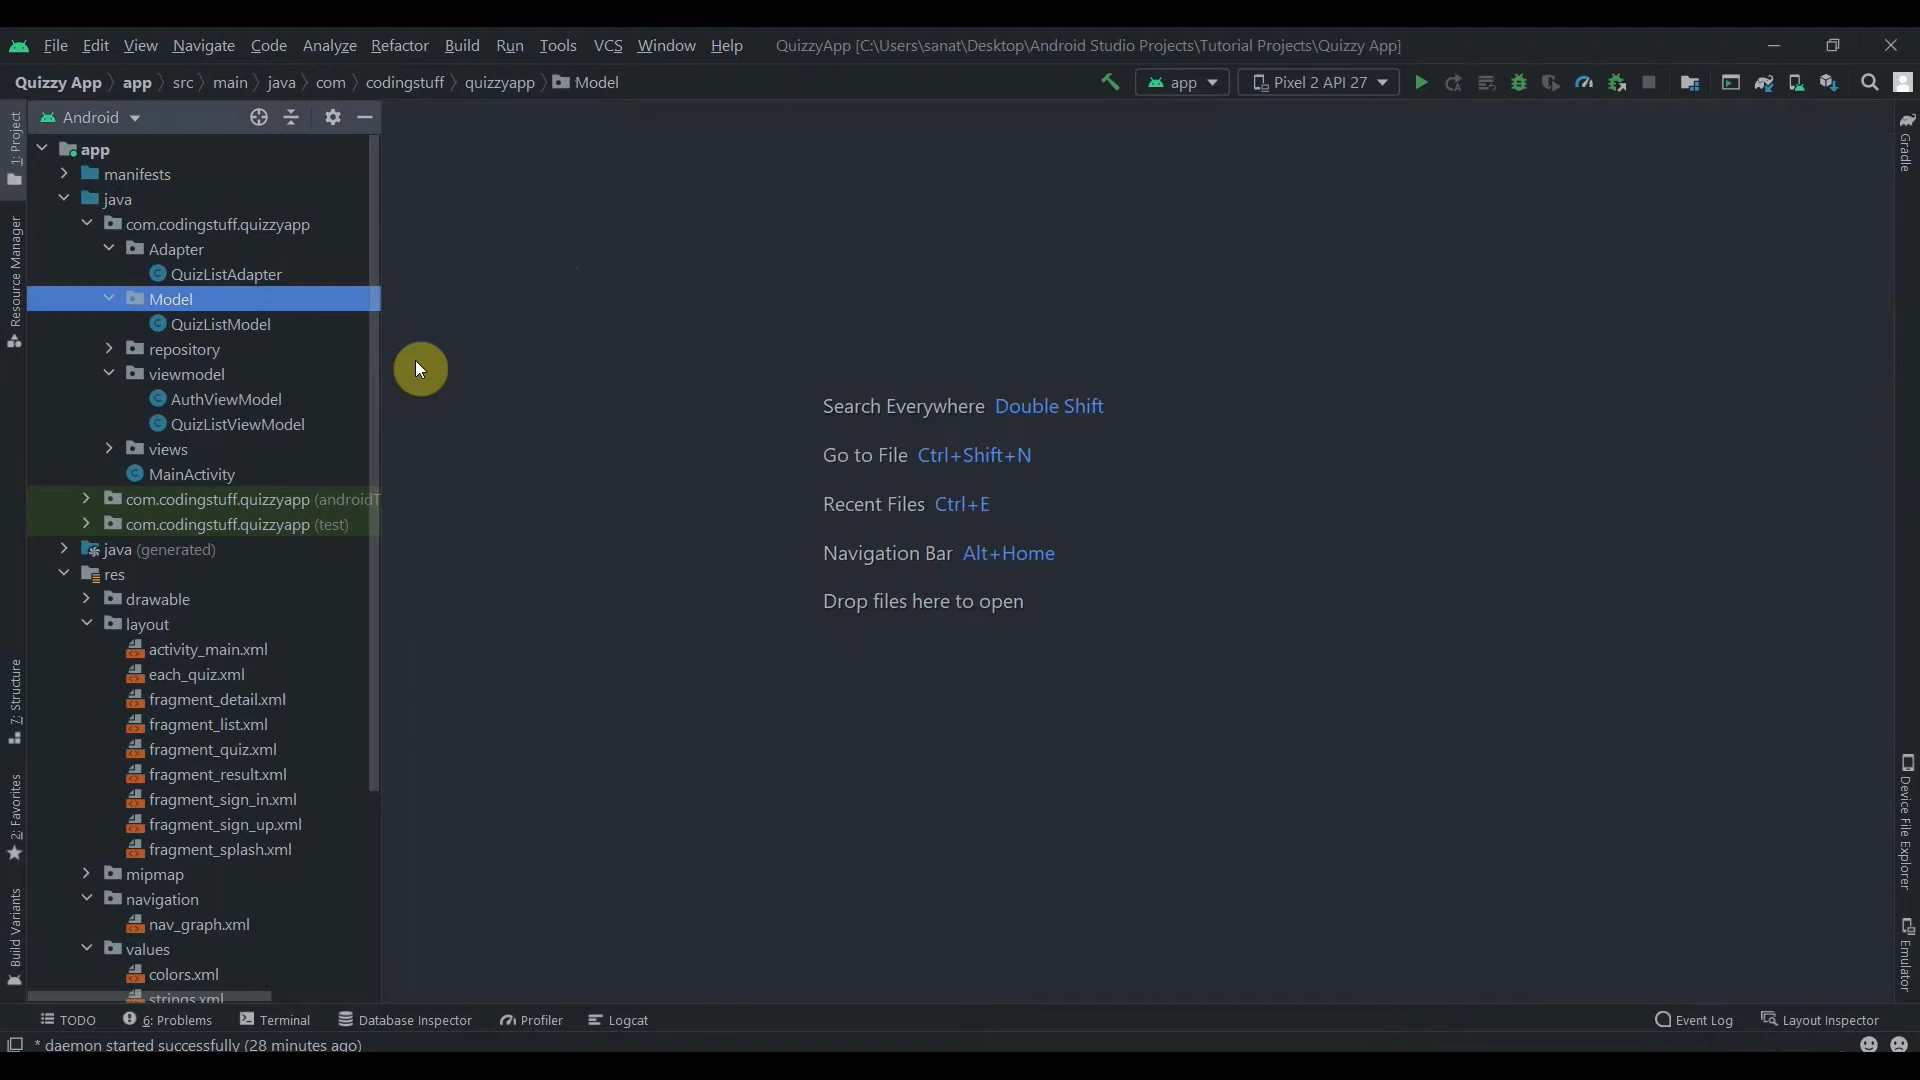 File Edit View Navigate Code Analyze Refactor Build Run Tools VCS Window Help QuizzyApp [C:\Users\sanat\Desktop\Android Studio Projects\Tutorial Projects\Quizzy App]
Quizzy App app src main java com codingstuff quizzyapp Model app Pixel 2 API 27
Android
app
manifests
java
com.codingstuff.quizzyapp
Adapter
QuizListAdapter
Model
QuizListModel
repository
viewmodel
AuthViewModel
QuizListViewModel
views
MainActivity
com.codingstuff.quizzyapp (androidT
com.codingstuff.quizzyapp (test)
java (generated)
res
drawable
layout
activity_main.xml
each_quiz.xml
fragment_detail.xml
fragment_list.xml
fragment_quiz.xml
fragment_result.xml
fragment_sign_in.xml
fragment_sign_up.xml
fragment_splash.xml
mipmap
navigation
nav_graph.xml
values
colors.xml
strings.xml
1: Project
Resource Manager
7: Structure
2: Favorites
Build Variants
Search Everywhere Double Shift
Go to File Ctrl+Shift+N
Recent Files Ctrl+E
Navigation Bar Alt+Home
Drop files here to open
Gradle
Device File Explorer
Emulator
TODO 6: Problems Terminal Database Inspector Profiler Logcat Event Log Layout Inspector
* daemon started successfully (28 minutes ago)